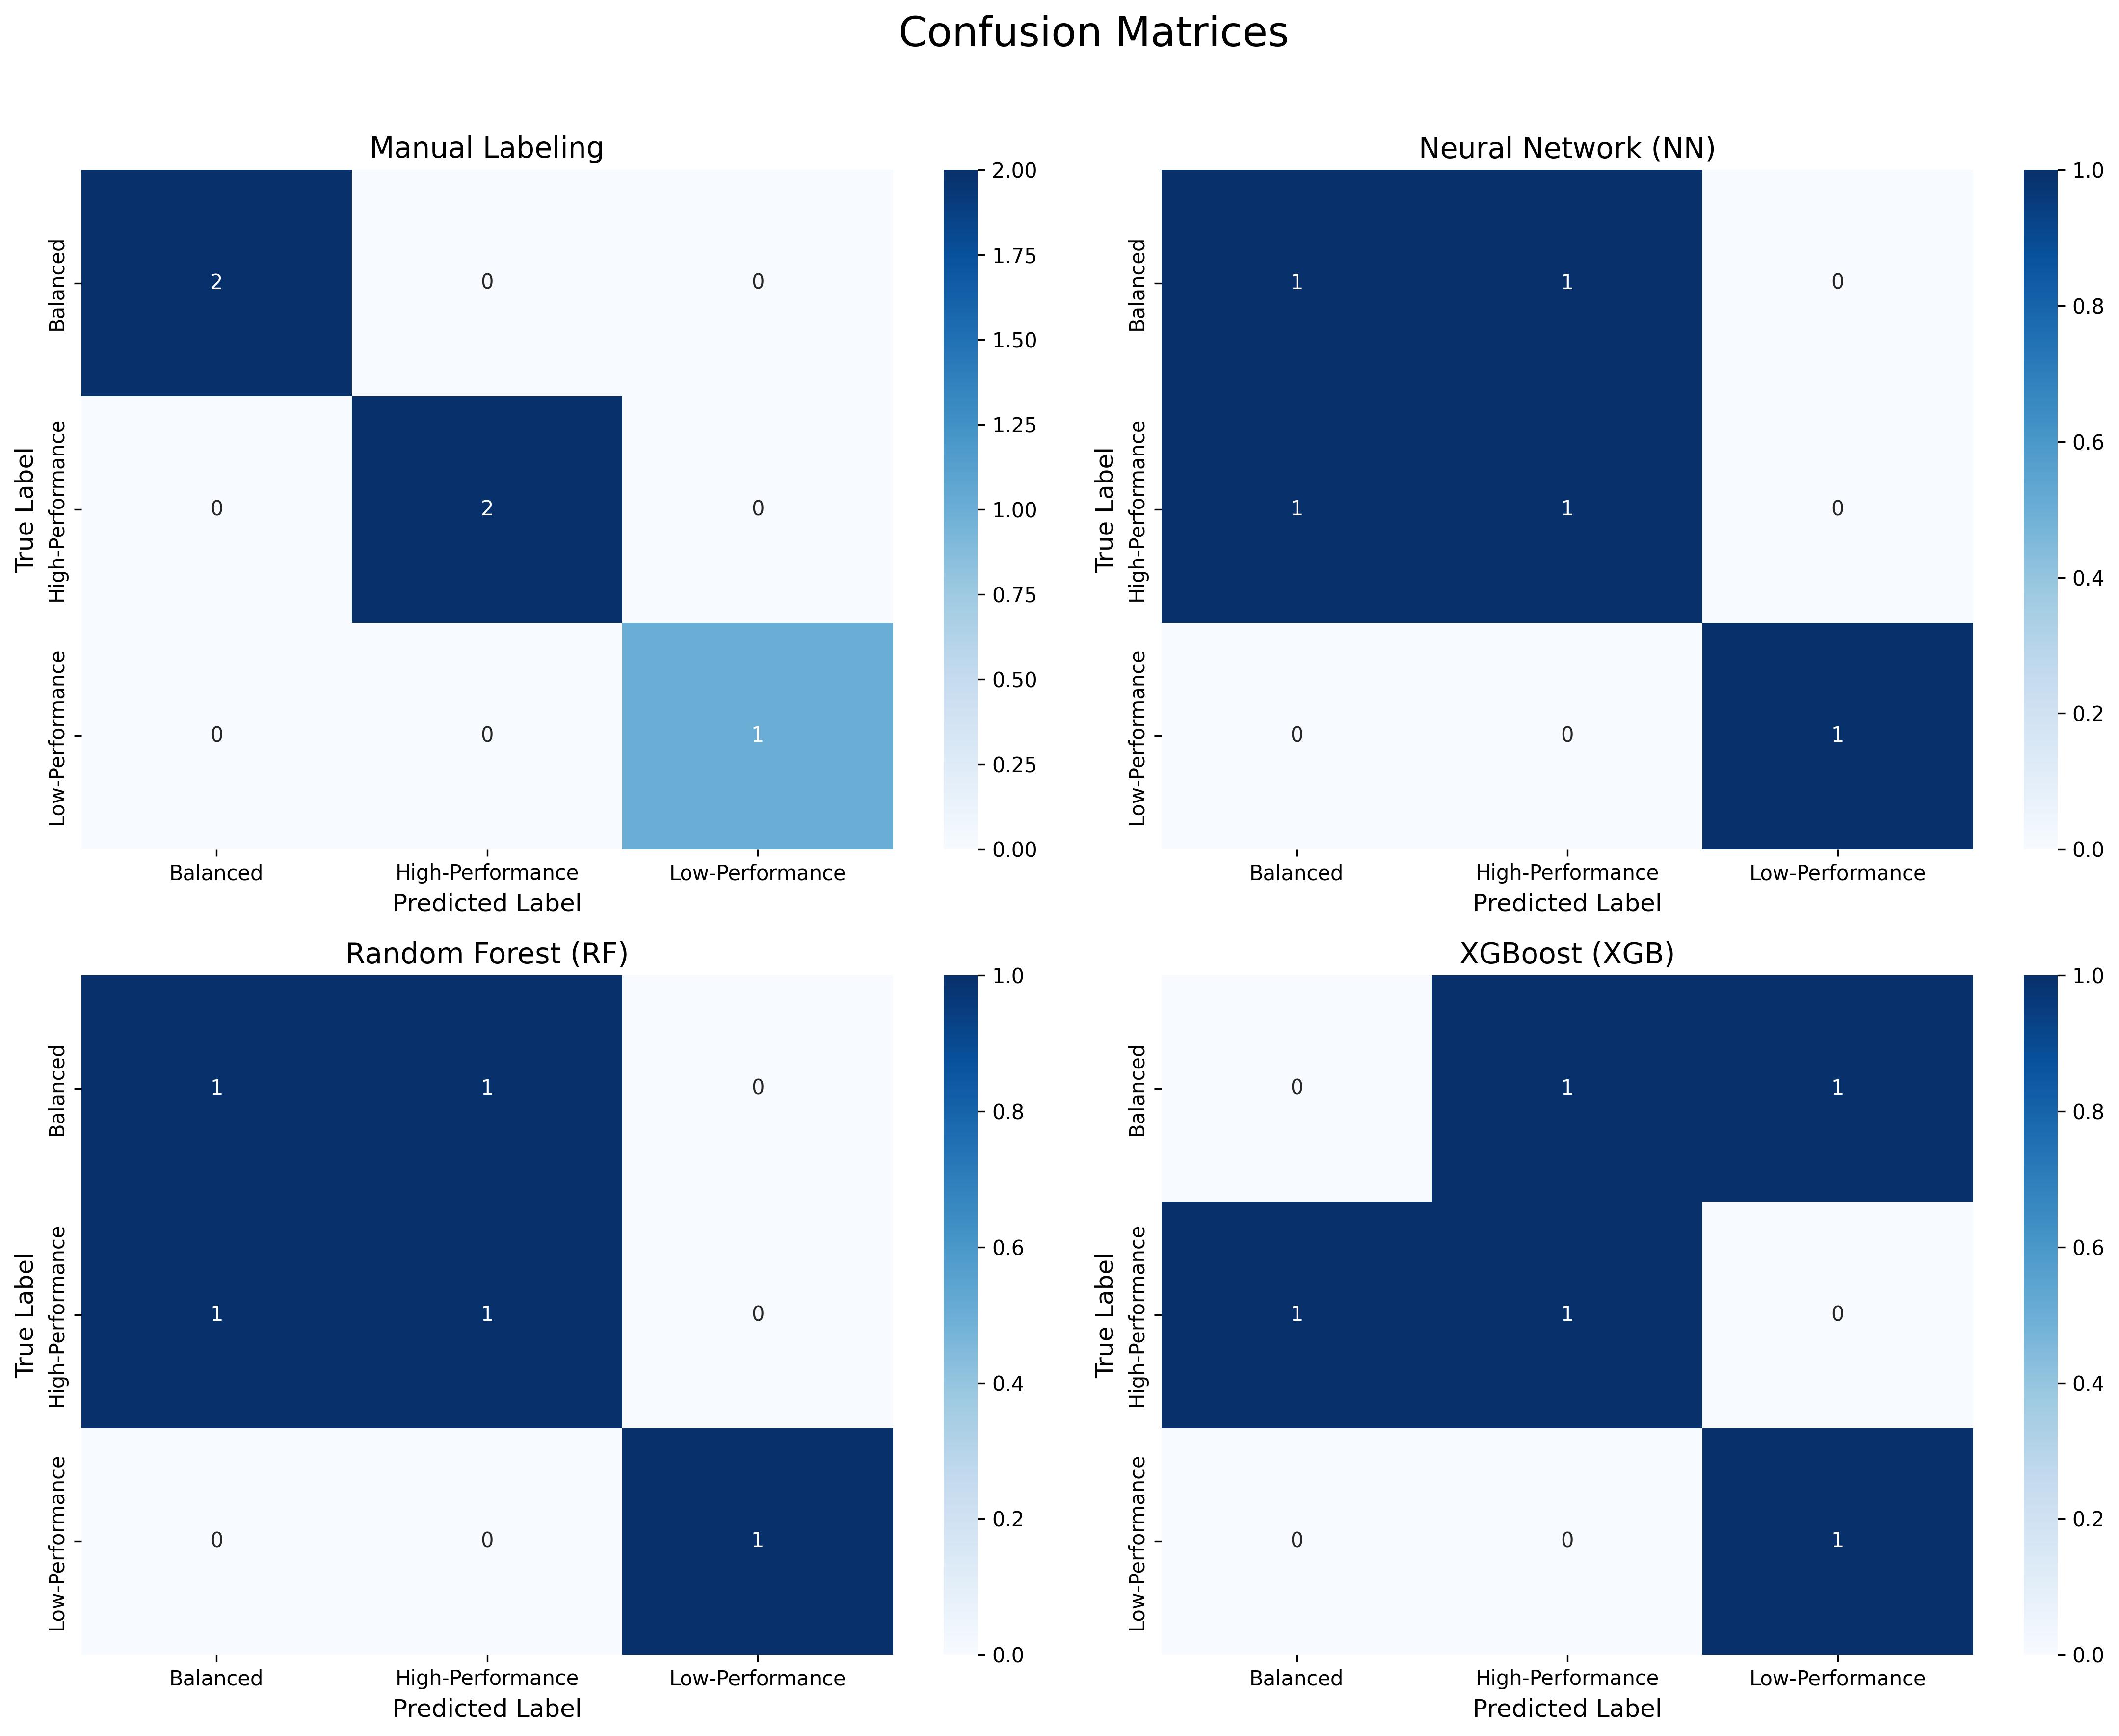 Confusion Matrices
Manual Labeling
True Label
Balanced
High-Performance
Low-Performance
2 0 0
0 2 0
0 0 1
Balanced High-Performance Low-Performance
Predicted Label
2.00
1.75
1.50
1.25
1.00
0.75
0.50
0.25
0.00
Neural Network (NN)
True Label
Balanced
High-Performance
Low-Performance
1 1 0
1 1 0
0 0 1
Balanced High-Performance Low-Performance
Predicted Label
1.0
0.8
0.6
0.4
0.2
0.0
Random Forest (RF)
True Label
Balanced
High-Performance
Low-Performance
1 1 0
1 1 0
0 0 1
Balanced High-Performance Low-Performance
Predicted Label
1.0
0.8
0.6
0.4
0.2
0.0
XGBoost (XGB)
True Label
Balanced
High-Performance
Low-Performance
0 1 1
1 1 0
0 0 1
Balanced High-Performance Low-Performance
Predicted Label
1.0
0.8
0.6
0.4
0.2
0.0